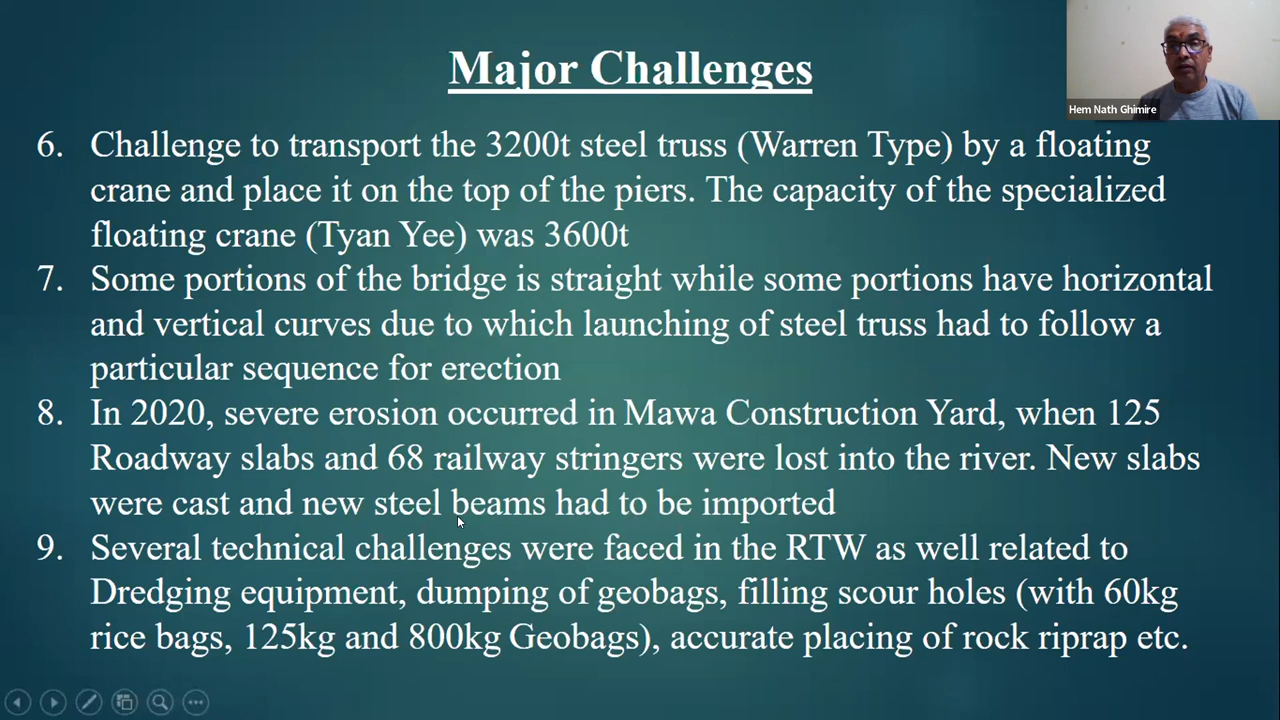 Major Challenges
Hem Nath Ghimire
6. Challenge to transport the 3200t steel truss (Warren Type) by a floating
crane and place it on the top of the piers. The capacity of the specialized
floating crane (Tyan Yee) was 3600t
7. Some portions of the bridge is straight while some portions have horizontal
and vertical curves due to which launching of steel truss had to follow a
particular sequence for erection
8. In 2020, severe erosion occurred in Mawa Construction Yard, when 125
Roadway slabs and 68 railway stringers were lost into the river. New slabs
were cast and new steel beams had to be imported
9. Several technical challenges were faced in the RTW as well related to
Dredging equipment, dumping of geobags, filling scour holes (with 60kg
rice bags, 125kg and 800kg Geobags), accurate placing of rock riprap etc.